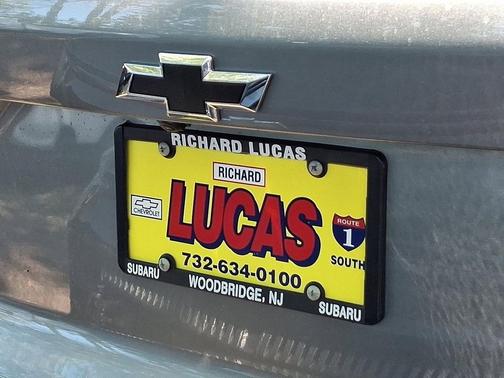 RICHARD LUCAS
RICHARD
LUCAS
CHEVROLET
ROUTE
1
SOUTH
732-634-0100
SUBARU
WOODBRIDGE, NJ
SUBARU